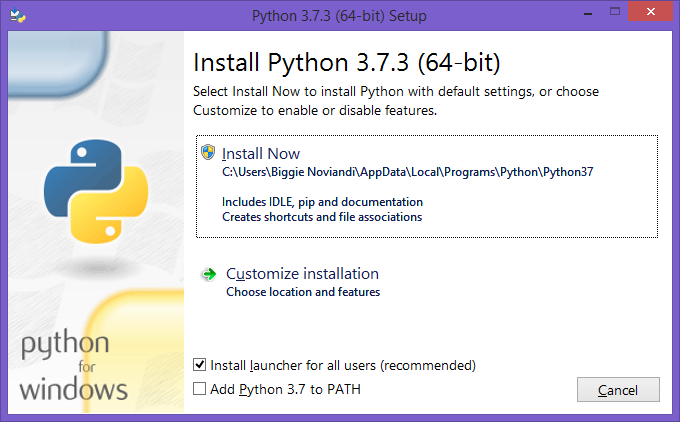 Python 3.7.3 (64-bit) Setup
Install Python 3.7.3 (64-bit)
Select Install Now to install Python with default settings, or choose
Customize to enable or disable features.
Install Now
C:\Users\Biggie Noviandi\AppData\Local\Programs\Python\Python37
Includes IDLE, pip and documentation
Creates shortcuts and file associations
Customize installation
Choose location and features
python
for
windows
Install launcher for all users (recommended)
Add Python 3.7 to PATH
Cancel